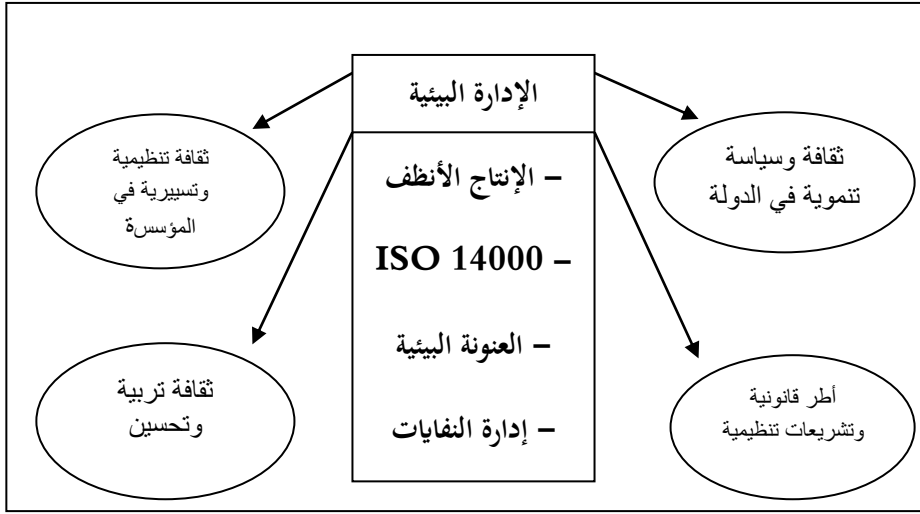 الإدارة البيئية
– الإنتاج الأنظف
– ISO 14000
– العنونة البيئية
– إدارة النفايات
ثقافة وسياسة
تنموية في الدولة
ثقافة تنظيمية
وتسييرية في
المؤسسة
أطر قانونية
وتشريعات تنظيمية
ثقافة تربية
وتحسين